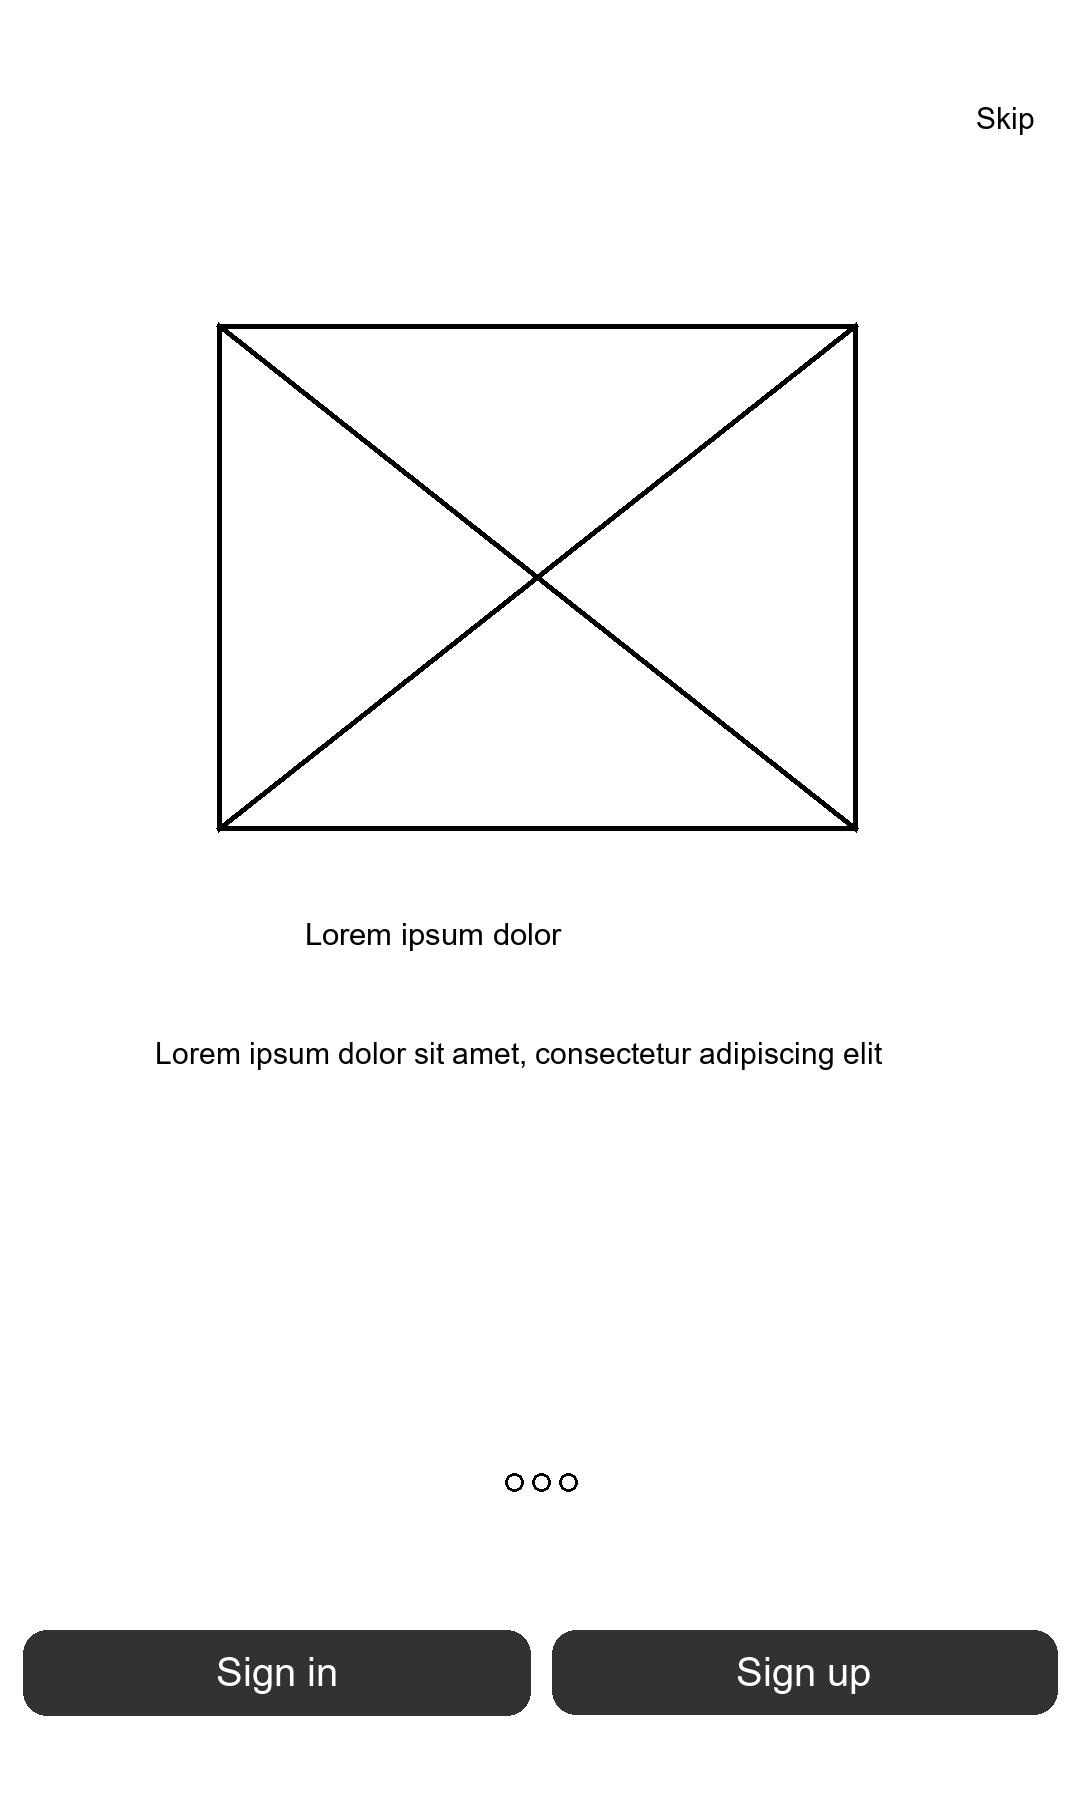 Skip
Lorem ipsum dolor
Lorem ipsum dolor sit amet, consectetur adipiscing elit
Sign in
Sign up